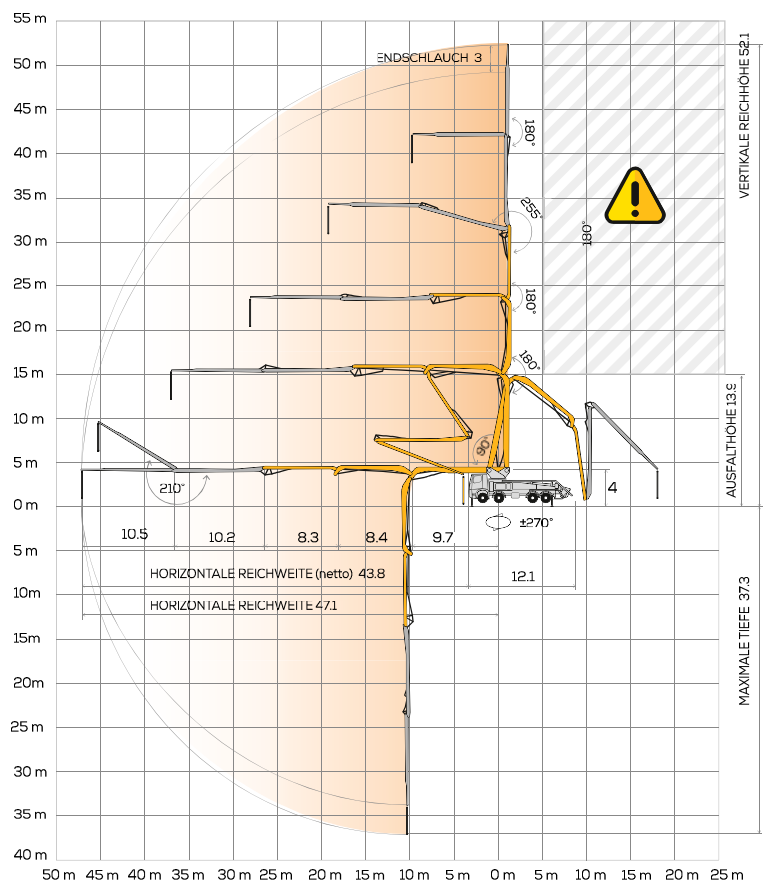 55 m
50 m
45 m
40 m
35 m
30 m
25 m
20 m
15 m
10 m
5 m
0 m
5 m
10m
15m
20m
25m
30 m
35 m
40 m
ENDSCHLAUCH 3
180°
255°
180°
180°
180°
90°
210°
±270°
4
10.5
10.2
8.3
8.4
9.7
12.1
HORIZONTALE REICHWEITE (netto) 43.8
HORIZONTALE REICHWEITE 47.1
VERTIKALE REICHHÖHE 52.1
AUSFALTHÖHE 13.9
MAXIMALE TIEFE 37.3
50 m 45 m 40 m 35 m 30 m 25 m 20 m 15 m 10 m 5 m 0 m 5 m 10 m 15 m 20 m 25 m